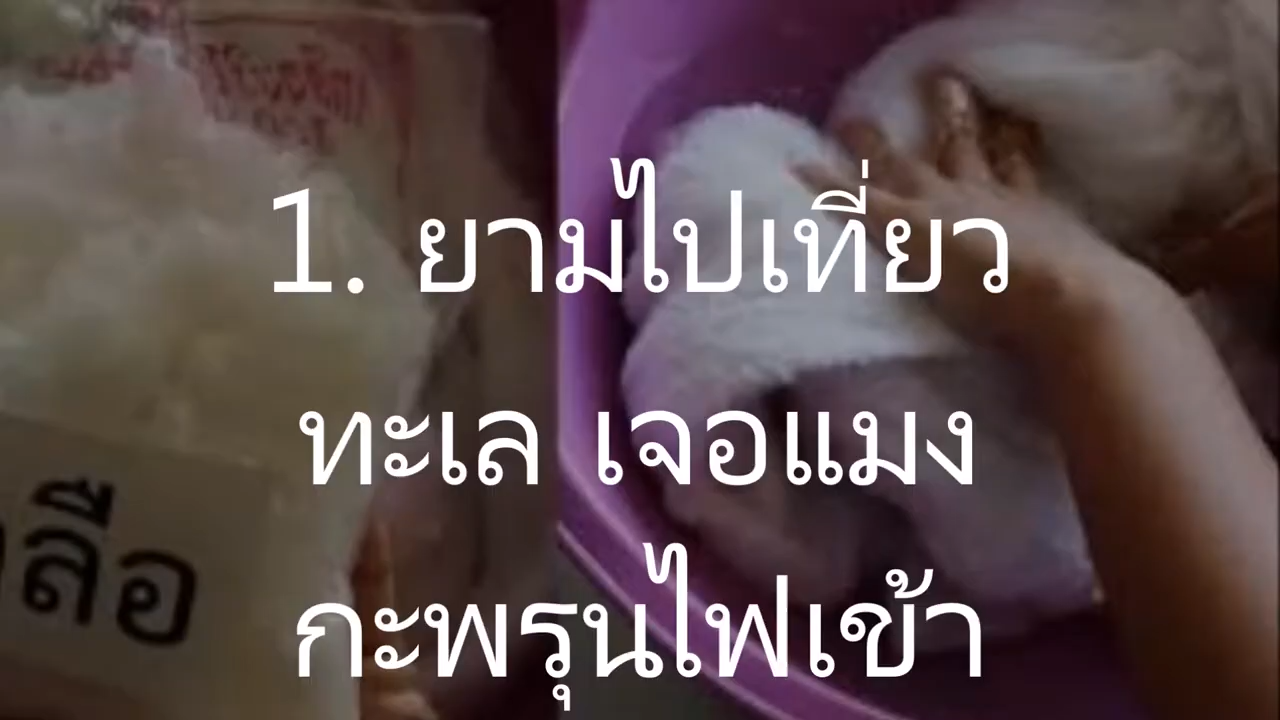 1. ยามไปเที่ยว
ทะเล เจอแมง
กะพรุนไฟเข้า